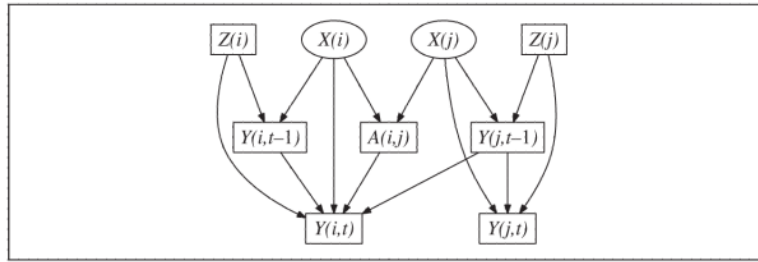 Z(i) X(i) X(j) Z(j)
Y(i,t–1) A(i,j) Y(j,t–1)
Y(i,t) Y(j,t)